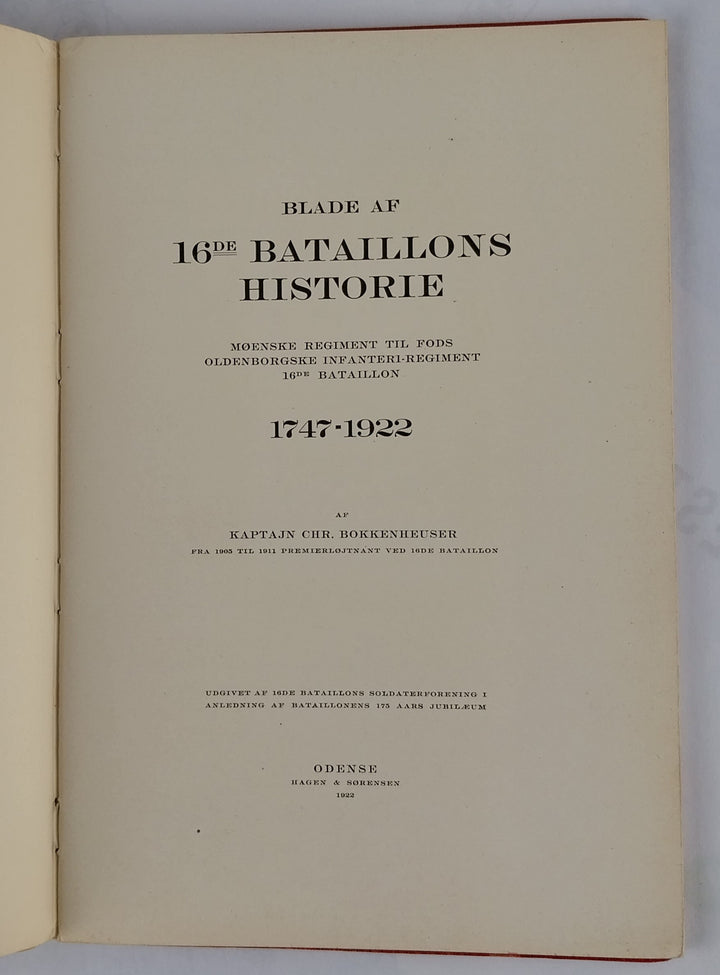 BLADE AF
16DE BATAILLONS
HISTORIE
MØENSKE REGIMENT TIL FODS
OLDENBORGSKE INFANTERI-REGIMENT
16DE BATAILLON
1747-1922
AF
KAPTAJN CHR. BOKKENHEUSER
FRA 1905 TIL 1911 PREMIERLØJTNANT VED 16DE BATAILLON
UDGIVET AF 16DE BATAILLONS SOLDATERFORENING I
ANLEDNING AF BATAILLONENS 175 AARS JUBILÆUM
ODENSE
HAGEN & SØRENSEN
1922